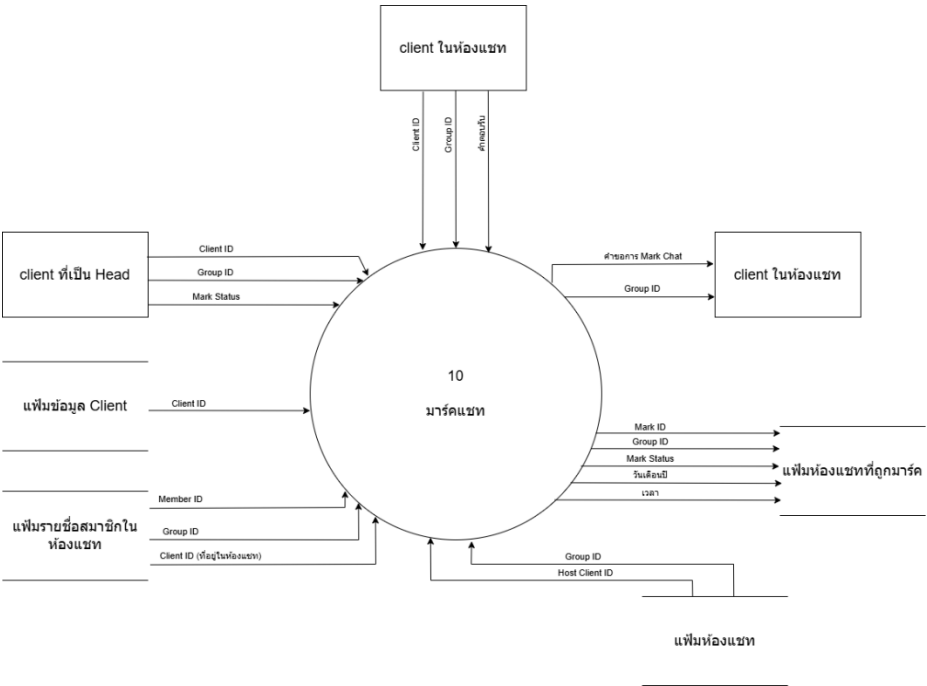 client ในห้องแชท
Client ID
Group ID
คำตอบรับ
client ที่เป็น Head
Client ID
Group ID
Mark Status
คำขอการ Mark Chat
Group ID
client ในห้องแชท
10
มาร์คแชท
แฟ้มข้อมูล Client
Client ID
Mark ID
Group ID
Mark Status
วันเดือนปี
เวลา
แฟ้มห้องแชทที่ถูกมาร์ค
แฟ้มรายชื่อสมาชิกใน
ห้องแชท
Member ID
Group ID
Client ID (ที่อยู่ในห้องแชท)
Group ID
Host Client ID
แฟ้มห้องแชท